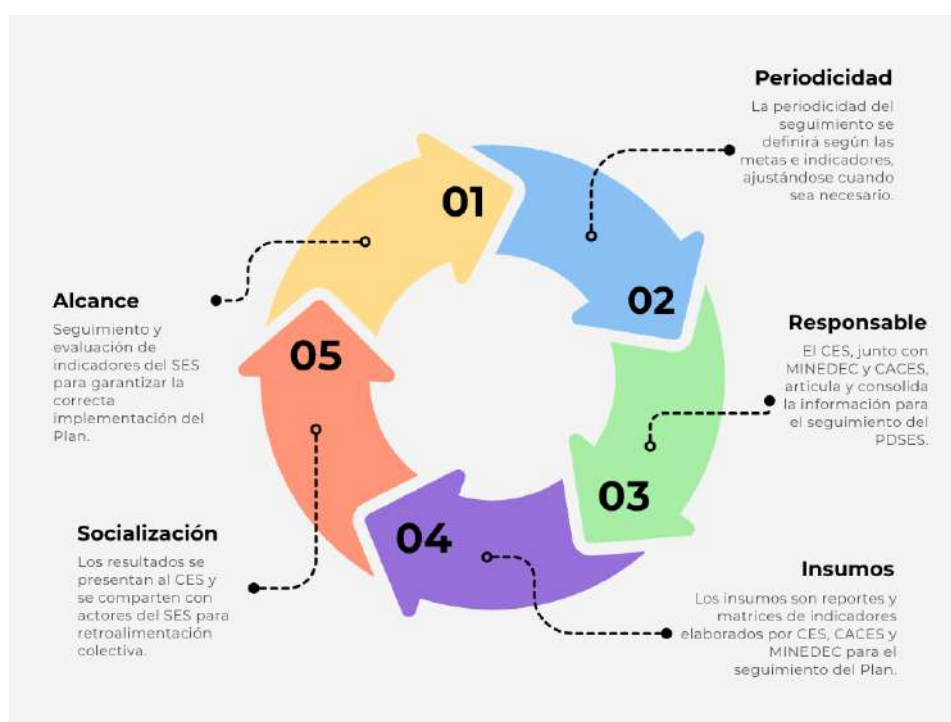 01
Alcance
Seguimiento y
evaluación de
indicadores del SES
para garantizar la
correcta
implementación del
Plan.
02
Periodicidad
La periodicidad del
seguimiento se
definirá según las
metas e indicadores,
ajustándose cuando
sea necesario.
03
Responsable
El CES, junto con
MINEDEC y CACES,
articula y consolida
la información para
el seguimiento del
PDSES.
04
Insumos
Los insumos son reportes y
matrices de indicadores
elaborados por CES, CACES y
MINEDEC para el
seguimiento del Plan.
05
Socialización
Los resultados se
presentan al CES y
se comparten con
actores del SES para
retroalimentación
colectiva.